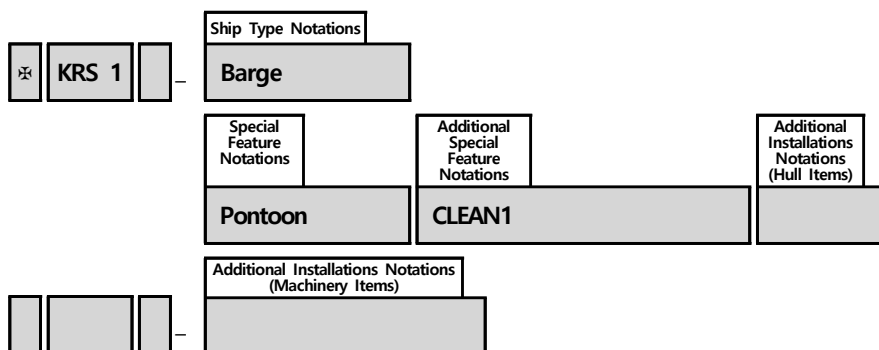 Ship Type Notations
✠ KRS 1 – Barge
Special
Feature
Notations
Additional
Special
Feature
Notations
Additional
Installations
Notations
(Hull Items)
Pontoon
CLEAN1
Additional Installations Notations
(Machinery Items)
–